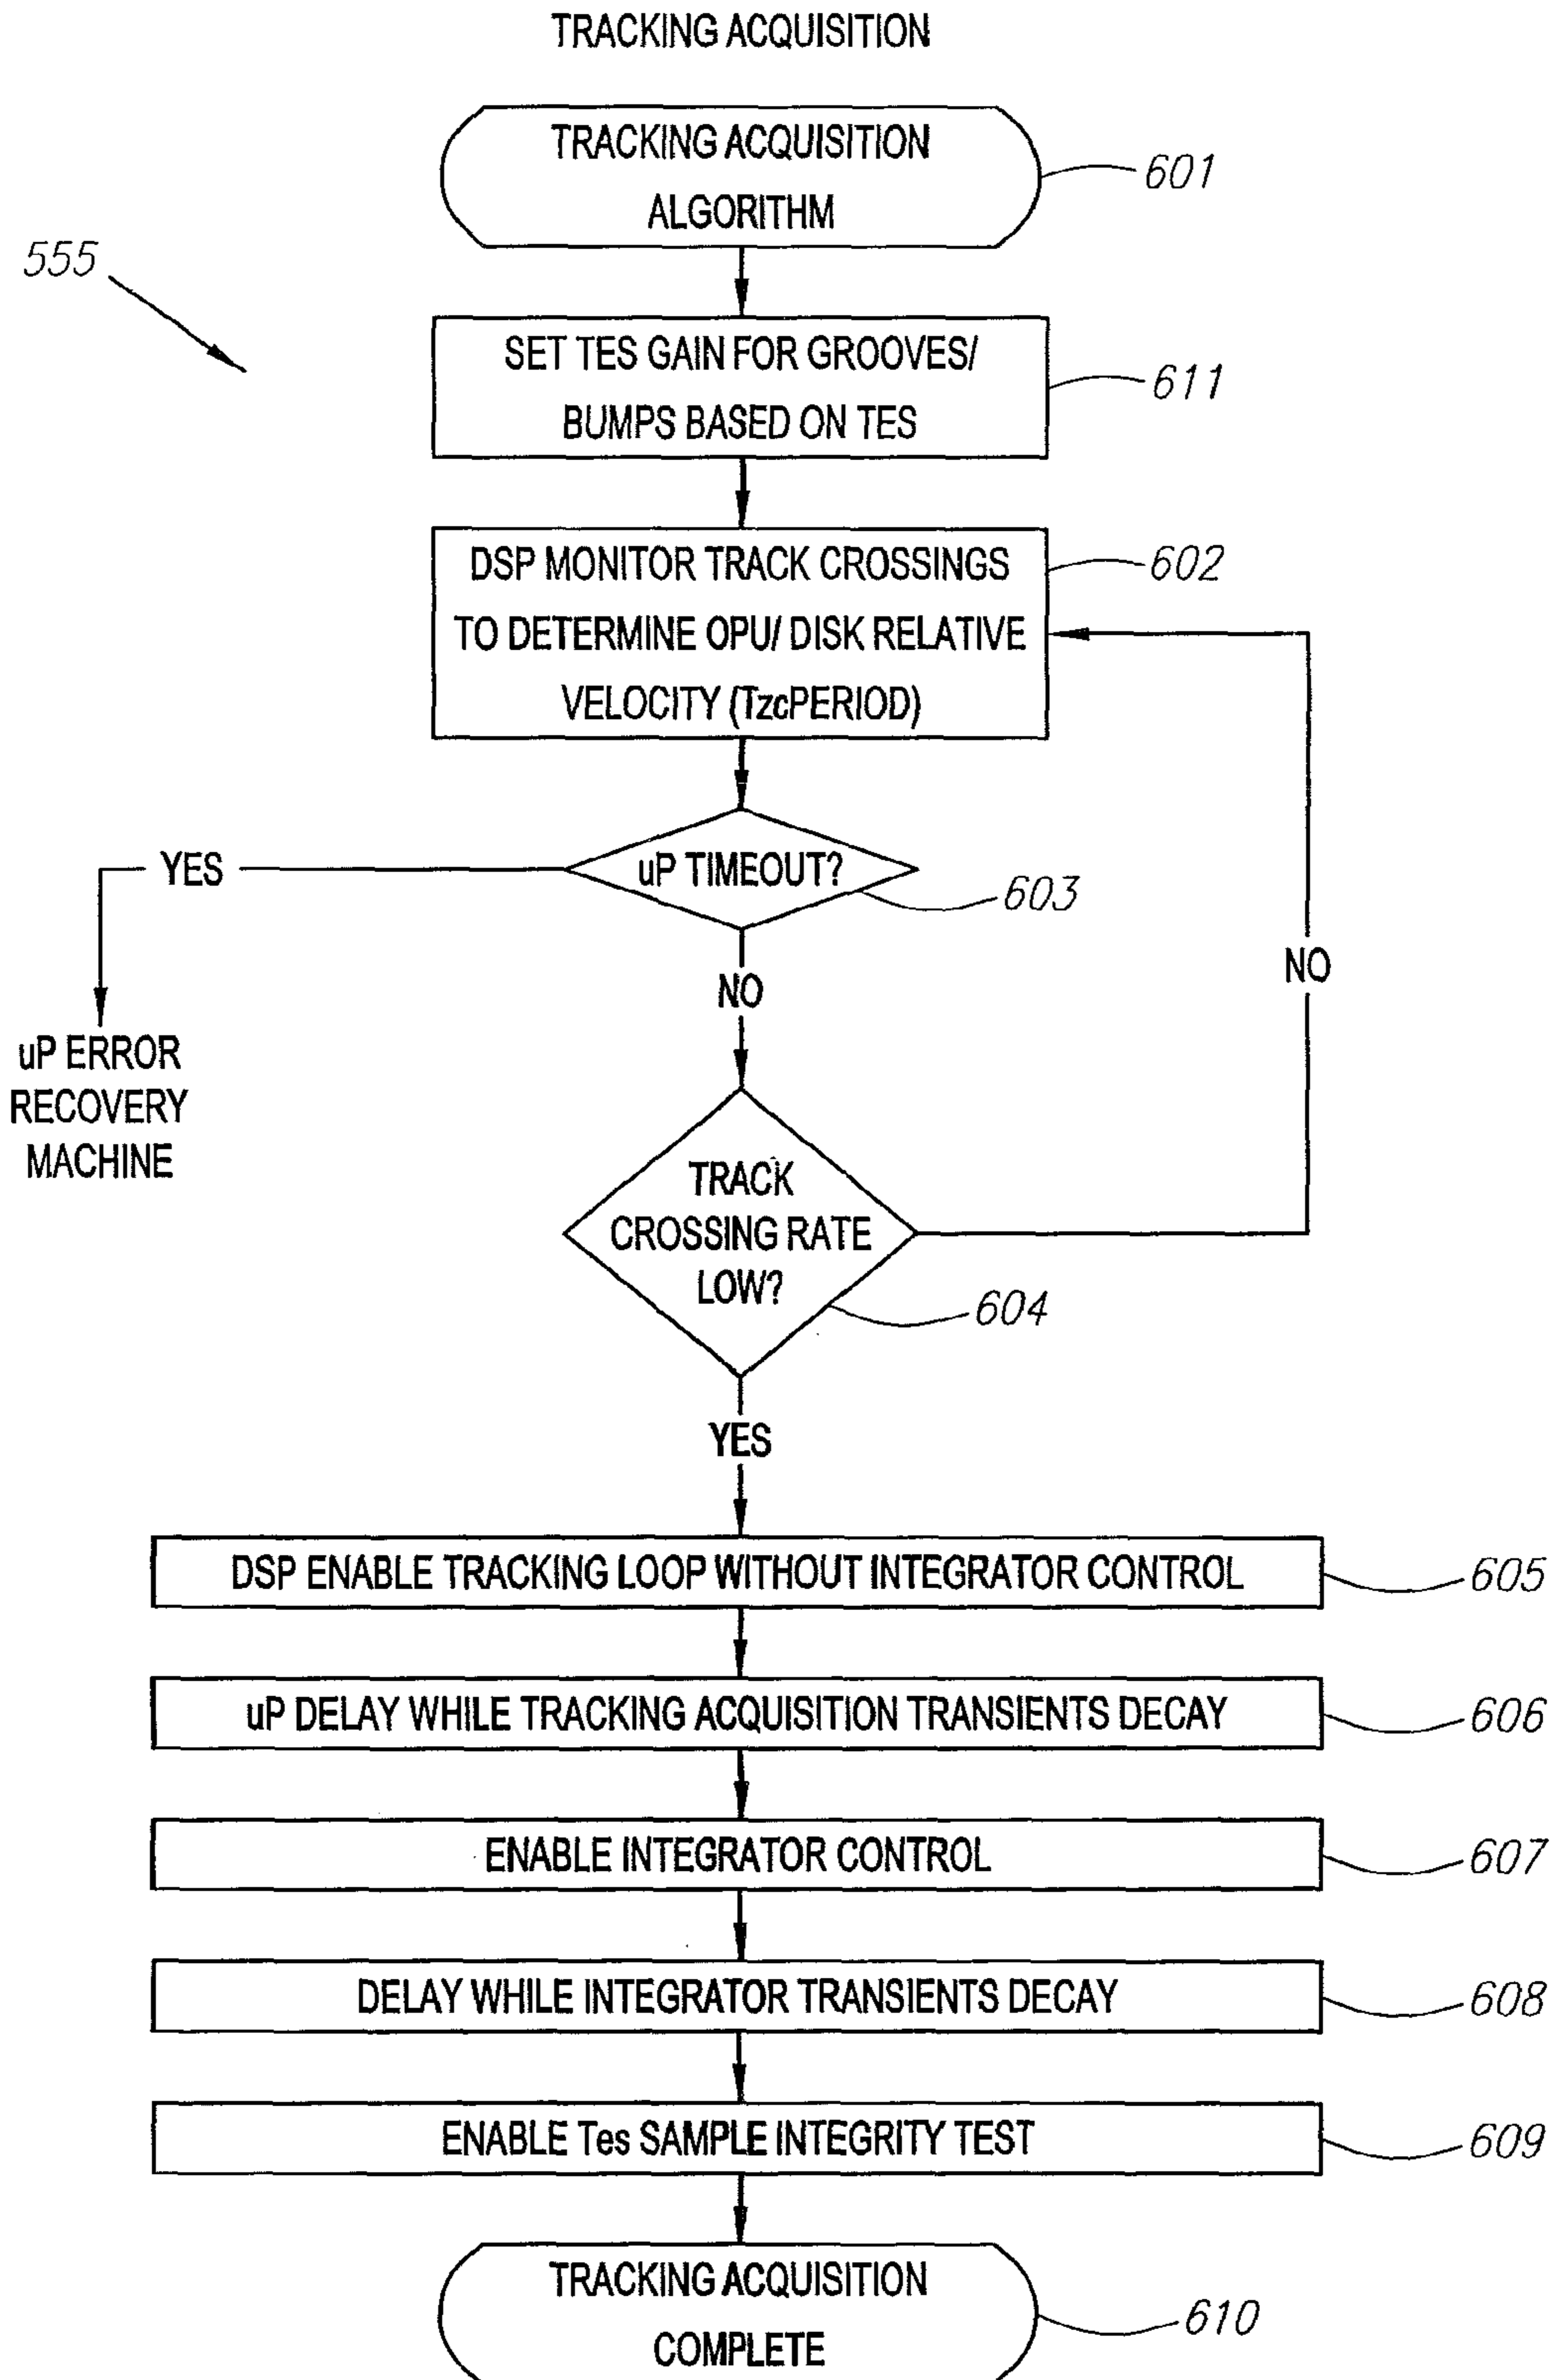 TRACKING ACQUISITION
TRACKING ACQUISITION
ALGORITHM
601
555
SET TES GAIN FOR GROOVES/
BUMPS BASED ON TES
611
DSP MONITOR TRACK CROSSINGS
TO DETERMINE OPU/ DISK RELATIVE
VELOCITY (TzcPERIOD)
602
uP TIMEOUT?
603
YES
NO
NO
uP ERROR
RECOVERY
MACHINE
TRACK
CROSSING RATE
LOW?
604
YES
DSP ENABLE TRACKING LOOP WITHOUT INTEGRATOR CONTROL
605
uP DELAY WHILE TRACKING ACQUISITION TRANSIENTS DECAY
606
ENABLE INTEGRATOR CONTROL
607
DELAY WHILE INTEGRATOR TRANSIENTS DECAY
608
ENABLE Tes SAMPLE INTEGRITY TEST
609
TRACKING ACQUISITION
COMPLETE
610